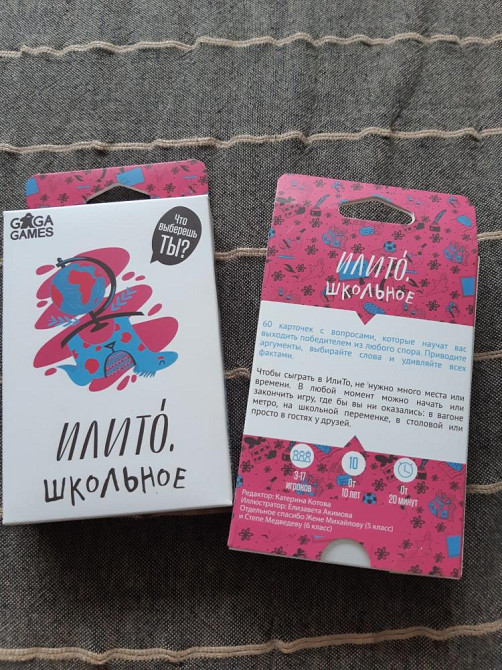 GAGA
GAMES
Что
выберешь
ТЫ?
ИЛИТО.
ШКОЛЬНОЕ
ИЛИТО.
ШКОЛЬНОЕ
60 карточек с вопросами, которые научат вас
выходить победителем из любого спора. Приводите
аргументы, выбирайте слова и удивляйте всех
фактами.
Чтобы сыграть в ИлиТо, не нужно много места или
времени. В любой момент можно начать или
закончить игру, где бы вы ни оказались: в вагоне
метро, на школьной переменке, в столовой или
просто в гостях у друзей.
3-17
игроков
10
От
10 лет
От
20 минут
Редактор: Катерина Котова
Иллюстратор: Елизавета Акимова
Отдельное спасибо Жене Михайлову (5 класс)
и Степе Медведеву (6 класс)